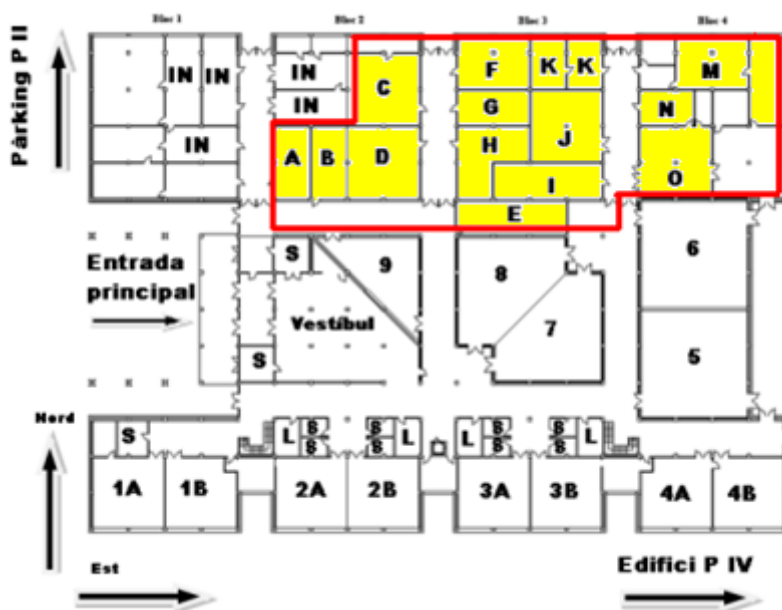 Bloc 1 Bloc 2 Bloc 3 Bloc 4
Pàrking P II
IN IN IN C F K K M
IN G N
IN A B D H J O
I
E
S 9 8 6
Entrada
principal
Vestíbul 7
S 5
Nord
S L S S L L S S L
S S S S
1A 1B 2A 2B 3A 3B 4A 4B
Est
Edifici P IV